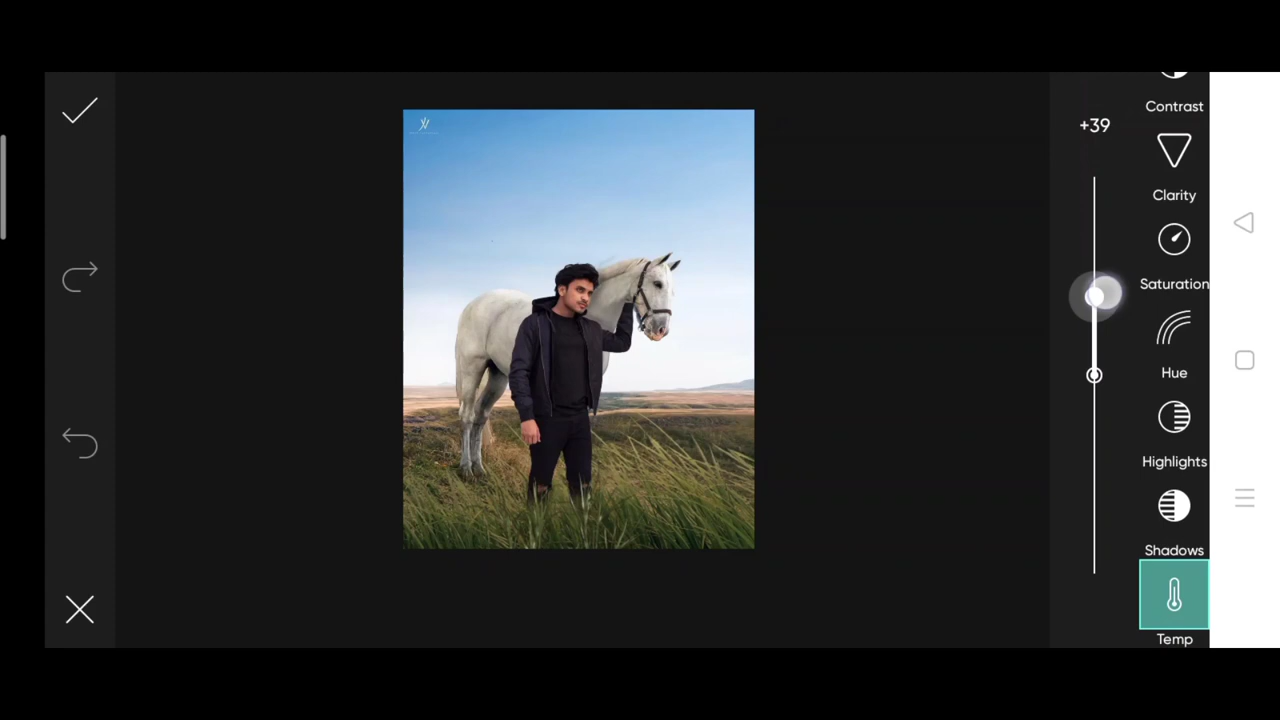 Contrast
+39
Clarity
Saturation
Hue
Highlights
Shadows
Temp